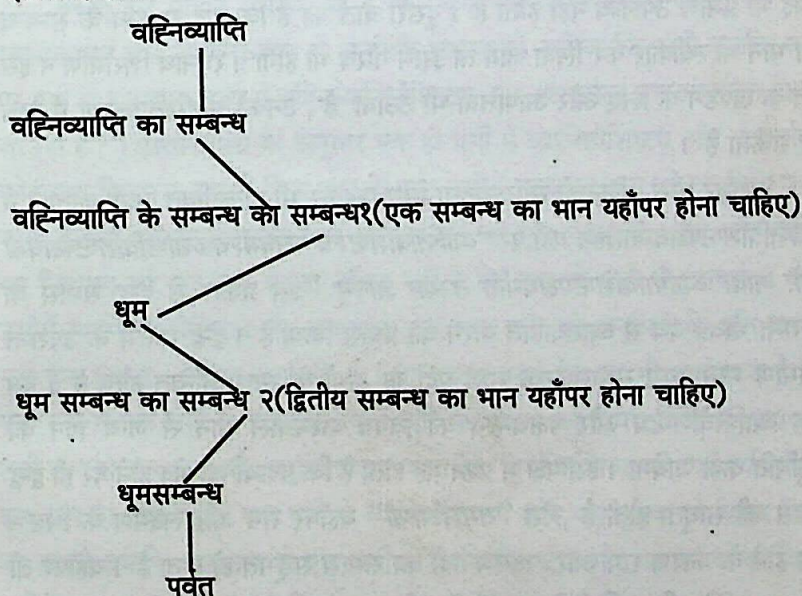 वह्निव्याप्ति
वह्निव्याप्ति का सम्बन्ध
वह्निव्याप्ति के सम्बन्ध का सम्बन्ध१(एक सम्बन्ध का भान यहाँपर होना चाहिए)
धूम
धूम सम्बन्ध का सम्बन्ध २(द्वितीय सम्बन्ध का भान यहाँपर होना चाहिए)
धूमसम्बन्ध
पर्वत